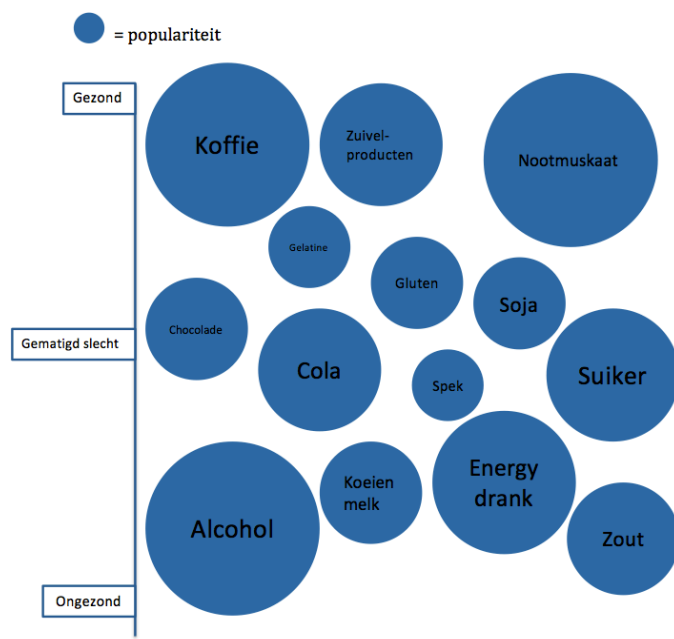 = populariteit
Gezond
Koffie
Zuivel-
producten
Nootmuskaat
Gelatine
Gluten
Soja
Chocolade
Gematigd slecht
Cola
Spek
Suiker
Alcohol
Koeien
melk
Energy
drank
Zout
Ongezond